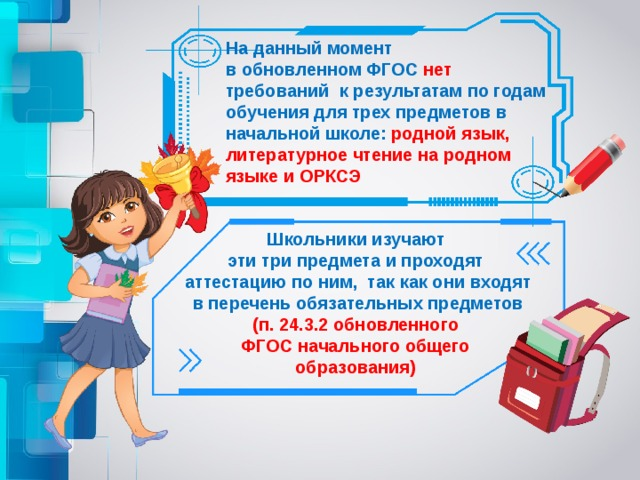 На данный момент
в обновленном ФГОС нет
требований к результатам по годам
обучения для трех предметов в
начальной школе: родной язык,
литературное чтение на родном
языке и ОРКСЭ
Школьники изучают
эти три предмета и проходят
аттестацию по ним, так как они входят
в перечень обязательных предметов
(п. 24.3.2 обновленного
ФГОС начального общего
образования)